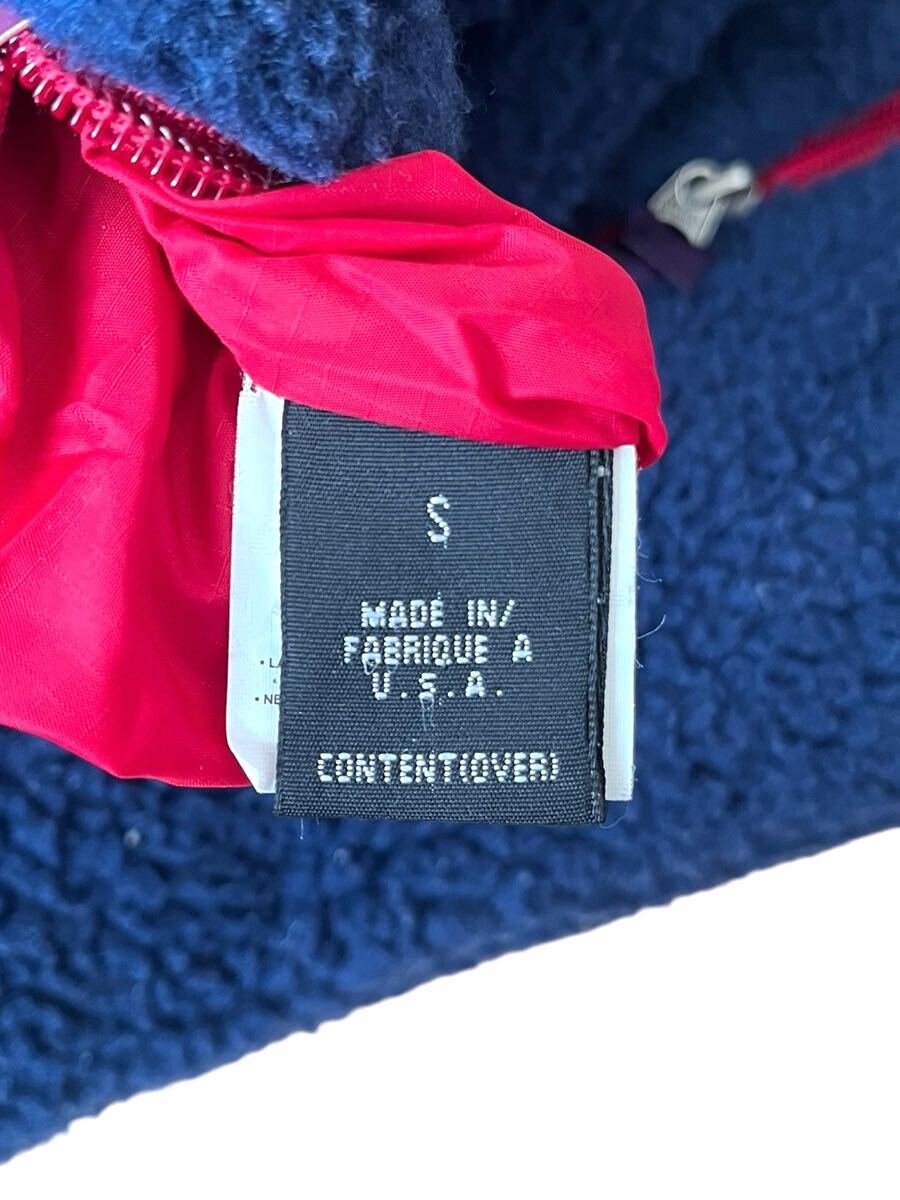 S
MADE IN/
FABRIQUE A
U.S.A.
CONTENT(OVER)